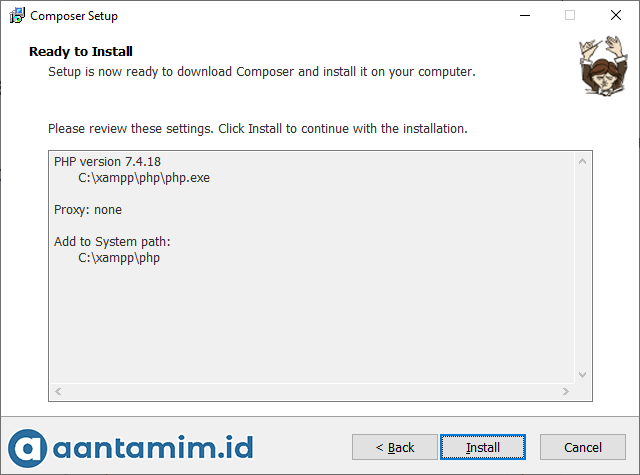 Composer Setup
Ready to Install
Setup is now ready to download Composer and install it on your computer.
Please review these settings. Click Install to continue with the installation.
PHP version 7.4.18
C:\xampp\php\php.exe
Proxy: none
Add to System path:
C:\xampp\php
a aantamim.id
< Back
Install
Cancel